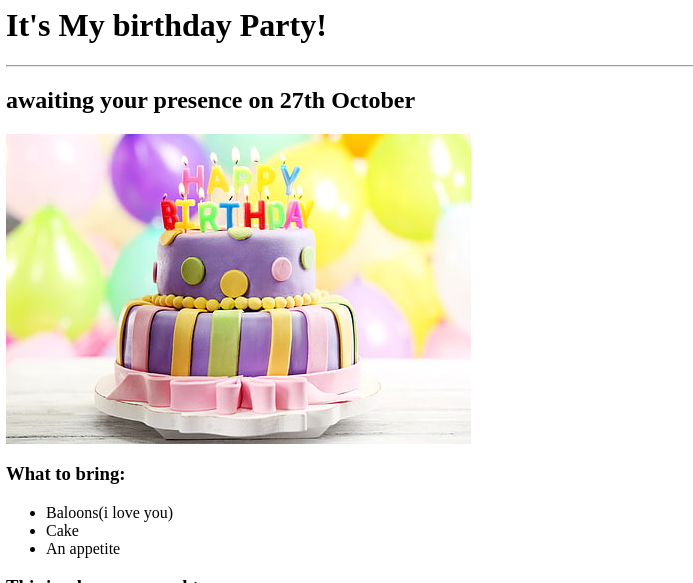 It's My birthday Party!
awaiting your presence on 27th October
HAPPY
BIRTHDAY
What to bring:
Baloons(i love you)
Cake
An appetite